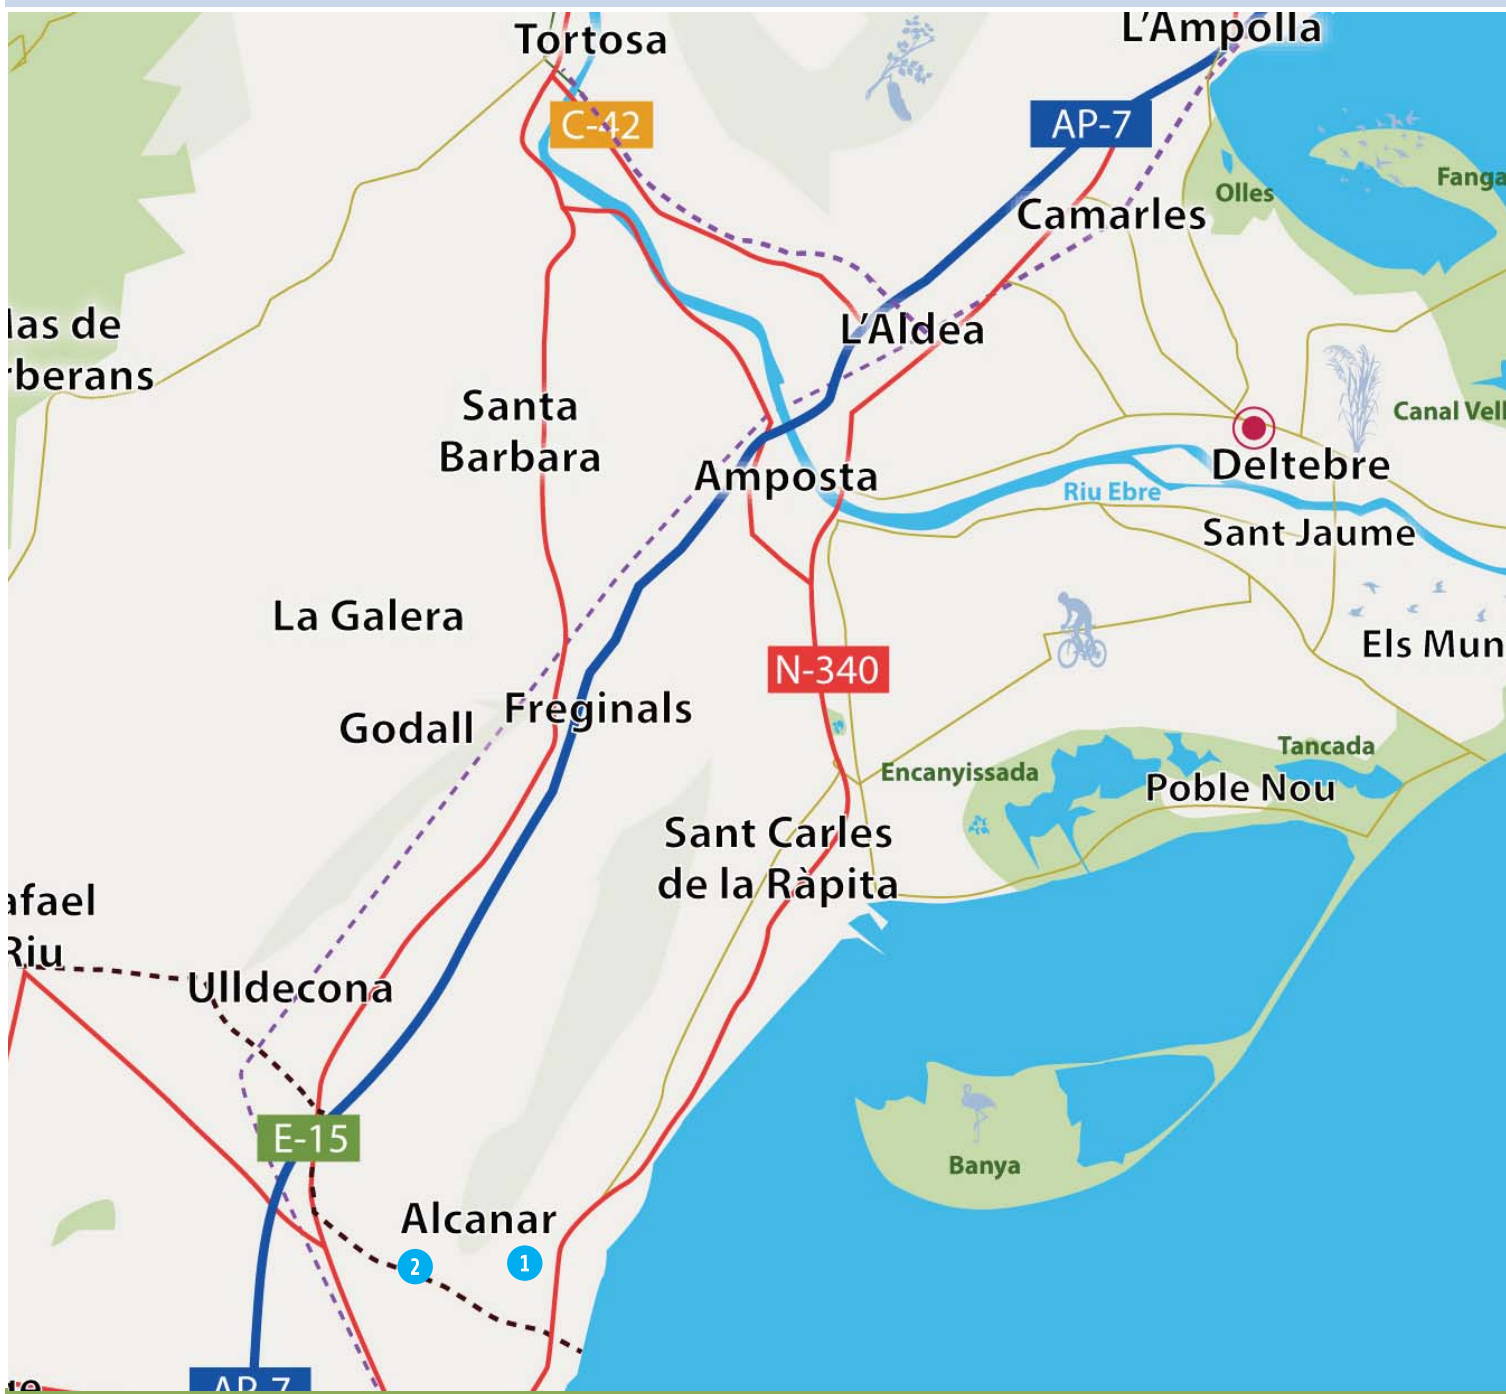 Tortosa
L'Ampolla
C-42
AP-7
Fanga
Olles
Camarles
L'Aldea
as de
rberans
Santa
Barbara
Canal Vell
Amposta
Deltebre
Riu Ebre
Sant Jaume
La Galera
Els Mun
N-340
Freginals
Godall
Tancada
Encanyissada
Poble Nou
Sant Carles
de la Ràpita
afael
Riu
Ulldecona
E-15
Banya
Alcanar
2
1
AP-7